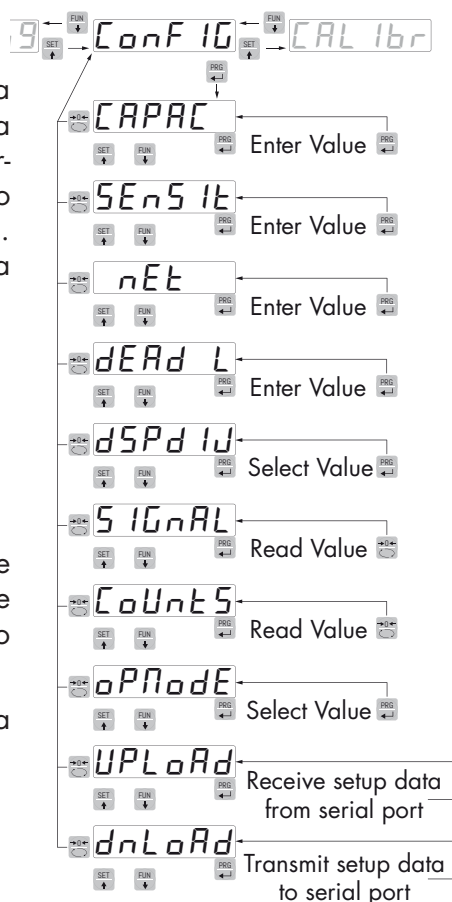 g FUN SET ConFIG FUN SET CALIbr
PRG
CAPAC
SET FUN PRG Enter Value PRG
SEnSIt
SET FUN PRG Enter Value PRG
nEt
SET FUN PRG Enter Value PRG
dEAd L
SET FUN PRG Enter Value PRG
dSPdIU
SET FUN PRG Select Value PRG
SIGnAL
SET FUN PRG Read Value →0←
CoUntS
SET FUN PRG Read Value →0←
oPModE
SET FUN PRG Select Value PRG
UPLoAd
SET FUN PRG Receive setup data
from serial port
dnLoAd
SET FUN PRG Transmit setup data
to serial port